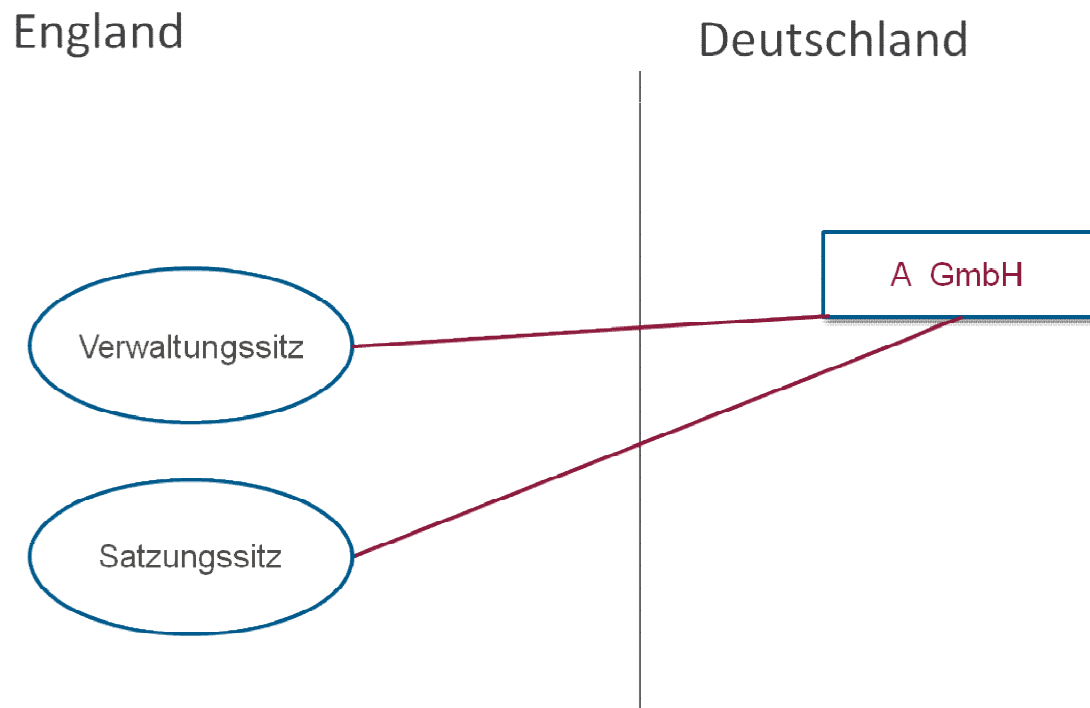 England
Deutschland
A GmbH
Verwaltungssitz
Satzungssitz